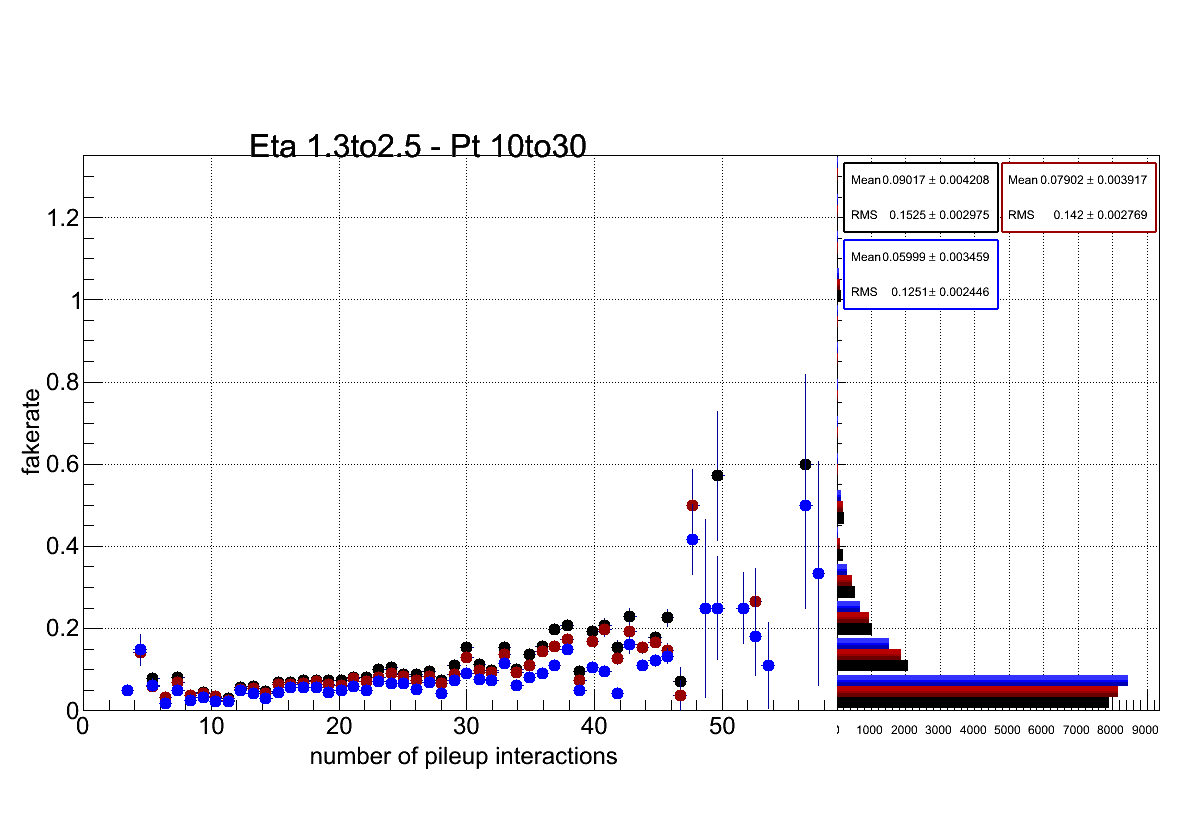 Eta 1.3to2.5 - Pt 10to30
fakerate
1.2
1
0.8
0.6
0.4
0.2
0
0 10 20 30 40 50
number of pileup interactions
Mean 0.09017 ± 0.004208
RMS 0.1525 ± 0.002975
Mean 0.07902 ± 0.003917
RMS 0.142 ± 0.002769
Mean 0.05999 ± 0.003459
RMS 0.1251 ± 0.002446
1000 2000 3000 4000 5000 6000 7000 8000 9000